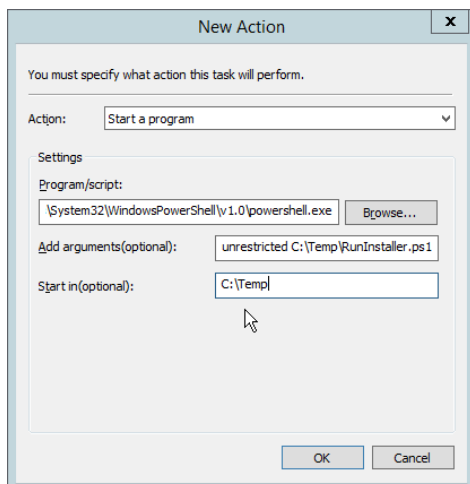 New Action
x
You must specify what action this task will perform.
Action: Start a program
Settings
Program/script:
\System32\WindowsPowerShell\v1.0\powershell.exe Browse...
Add arguments(optional): unrestricted C:\Temp\RunInstaller.ps1
Start in(optional): C:\Temp
OK Cancel